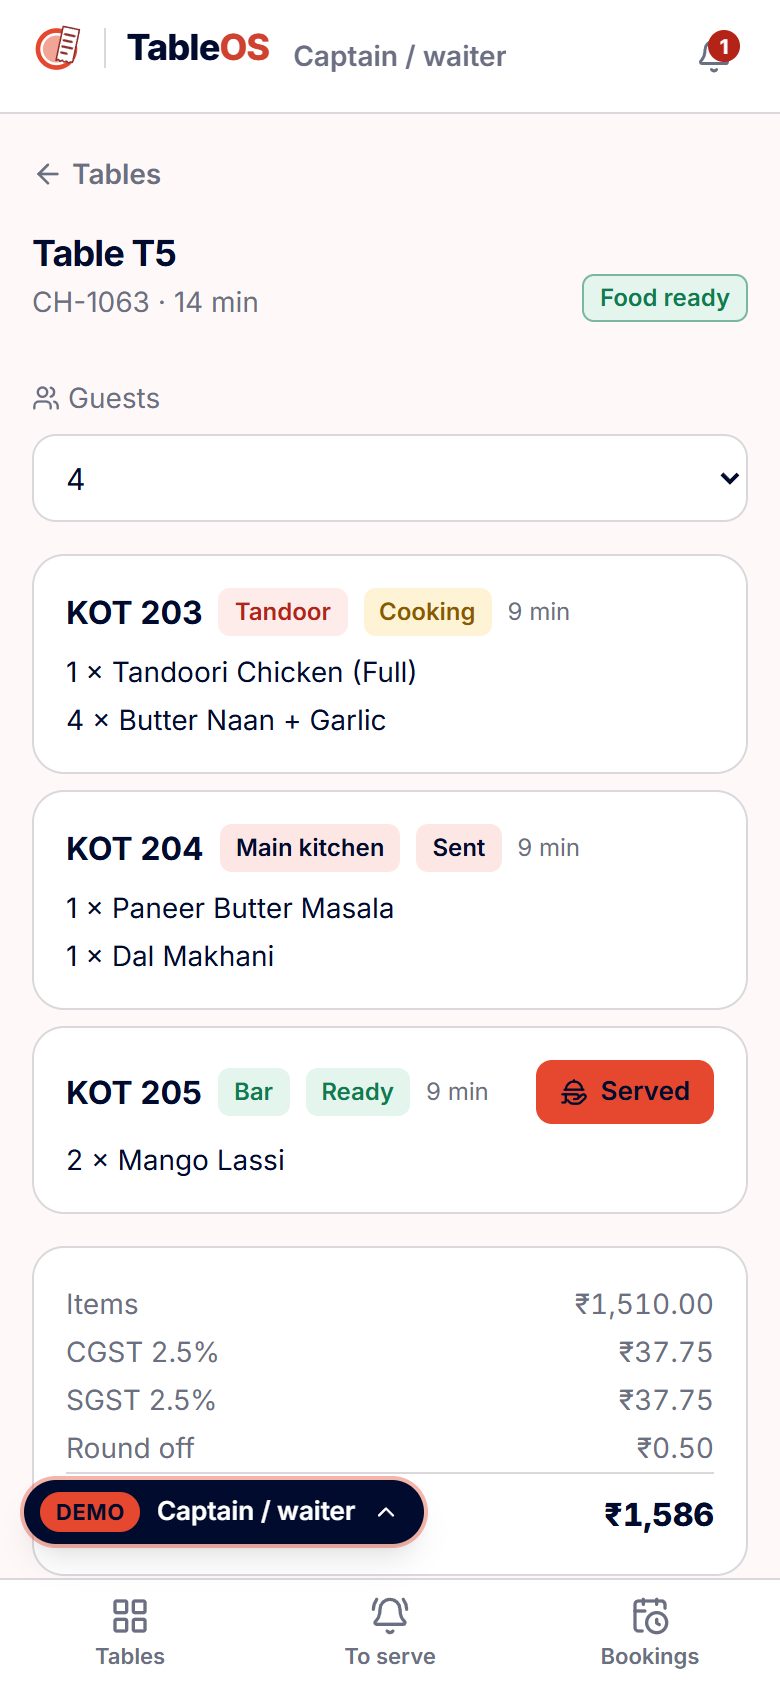 TableOS Captain / waiter 1
Tables
Table T5
CH-1063 · 14 min
Food ready
Guests
4
KOT 203 Tandoor Cooking 9 min
1 × Tandoori Chicken (Full)
4 × Butter Naan + Garlic
KOT 204 Main kitchen Sent 9 min
1 × Paneer Butter Masala
1 × Dal Makhani
KOT 205 Bar Ready 9 min Served
2 × Mango Lassi
Items ₹1,510.00
CGST 2.5% ₹37.75
SGST 2.5% ₹37.75
Round off ₹0.50
DEMO Captain / waiter ₹1,586
Tables To serve Bookings